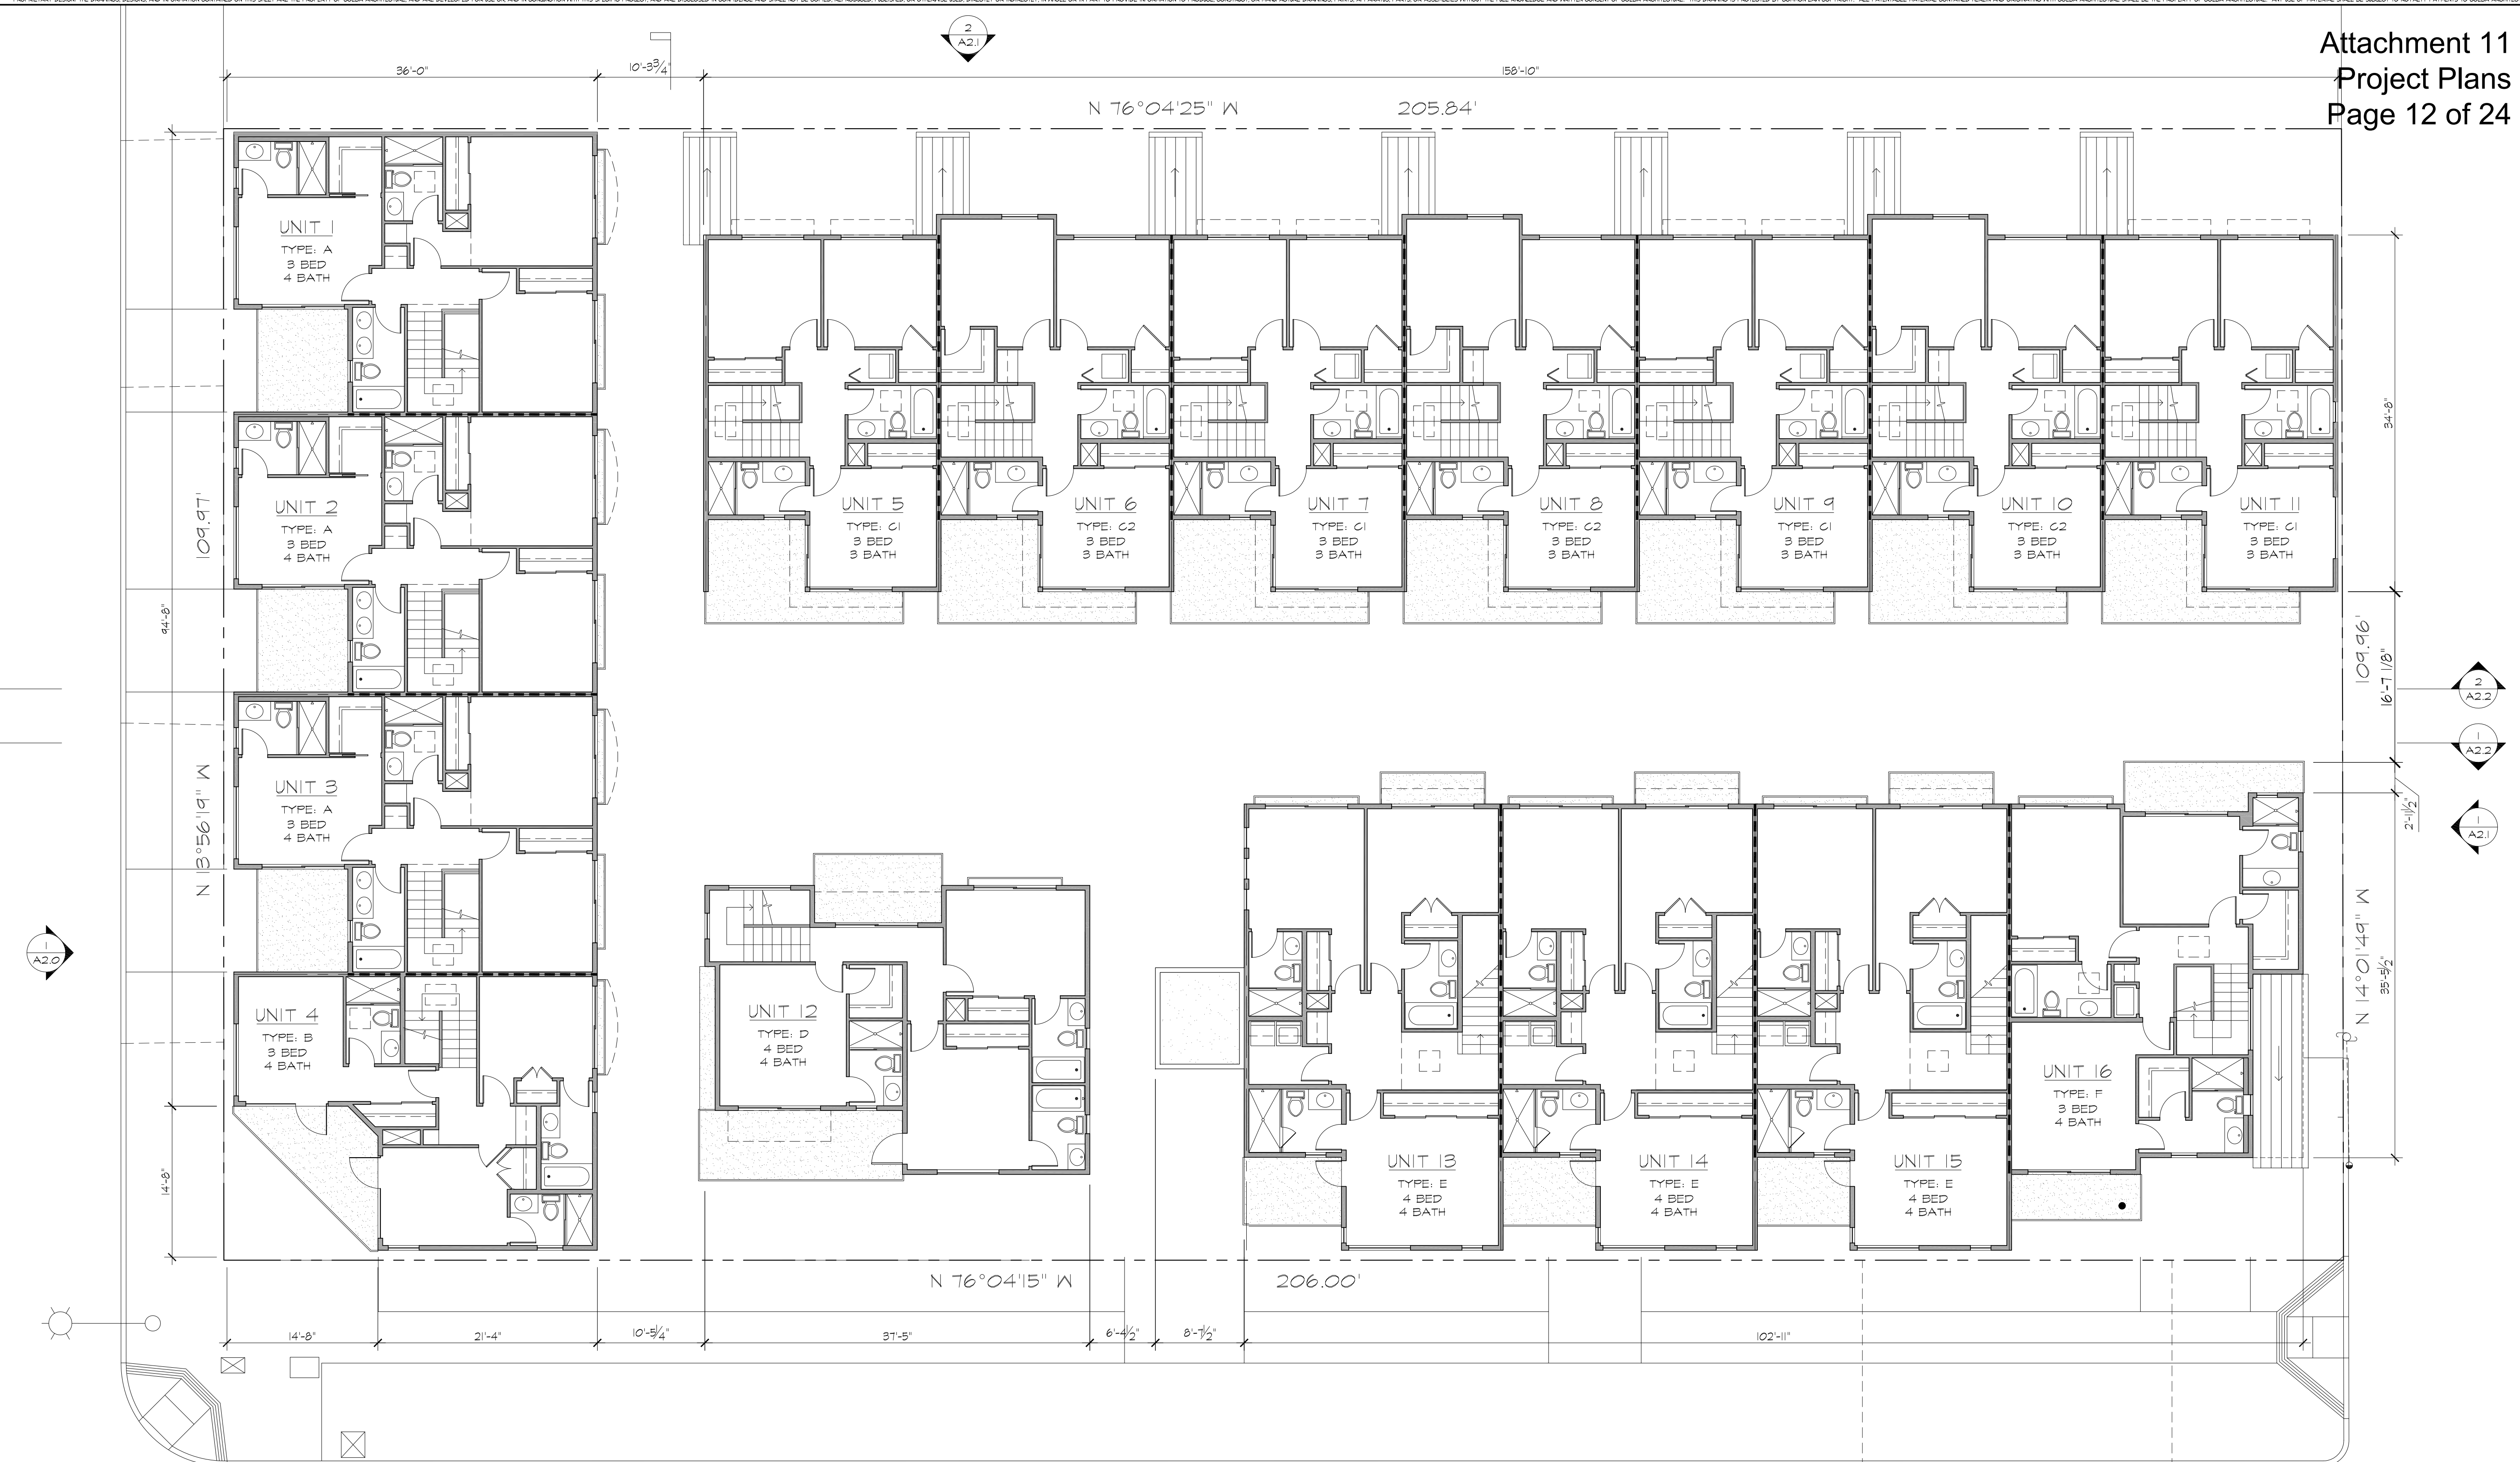 Attachment 11
Project Plans
Page 12 of 24
2
A2.1
36'-0"
10'-3 3/4"
158'-10"
N 76°04'25" W 205.84'
UNIT 1
TYPE: A
3 BED
4 BATH
UNIT 2
TYPE: A
3 BED
4 BATH
UNIT 3
TYPE: A
3 BED
4 BATH
UNIT 4
TYPE: B
3 BED
4 BATH
109.97'
94'-8"
N 13°56'19" W
14'-8"
1
A2.0
UNIT 5
TYPE: C1
3 BED
3 BATH
UNIT 6
TYPE: C2
3 BED
3 BATH
UNIT 7
TYPE: C1
3 BED
3 BATH
UNIT 8
TYPE: C2
3 BED
3 BATH
UNIT 9
TYPE: C1
3 BED
3 BATH
UNIT 10
TYPE: C2
3 BED
3 BATH
UNIT 11
TYPE: C1
3 BED
3 BATH
34'-8"
109.96'
16'-7 1/8"
2
A2.2
1
A2.2
2'-11 1/2"
1
A2.1
N 14°01'49" W
35'-5 1/2"
UNIT 12
TYPE: D
4 BED
4 BATH
UNIT 13
TYPE: E
4 BED
4 BATH
UNIT 14
TYPE: E
4 BED
4 BATH
UNIT 15
TYPE: E
4 BED
4 BATH
UNIT 16
TYPE: F
3 BED
4 BATH
N 76°04'15" W 206.00'
14'-8"
21'-4"
10'-5 1/4"
37'-5"
6'-4 1/2"
8'-7 1/2"
102'-11"